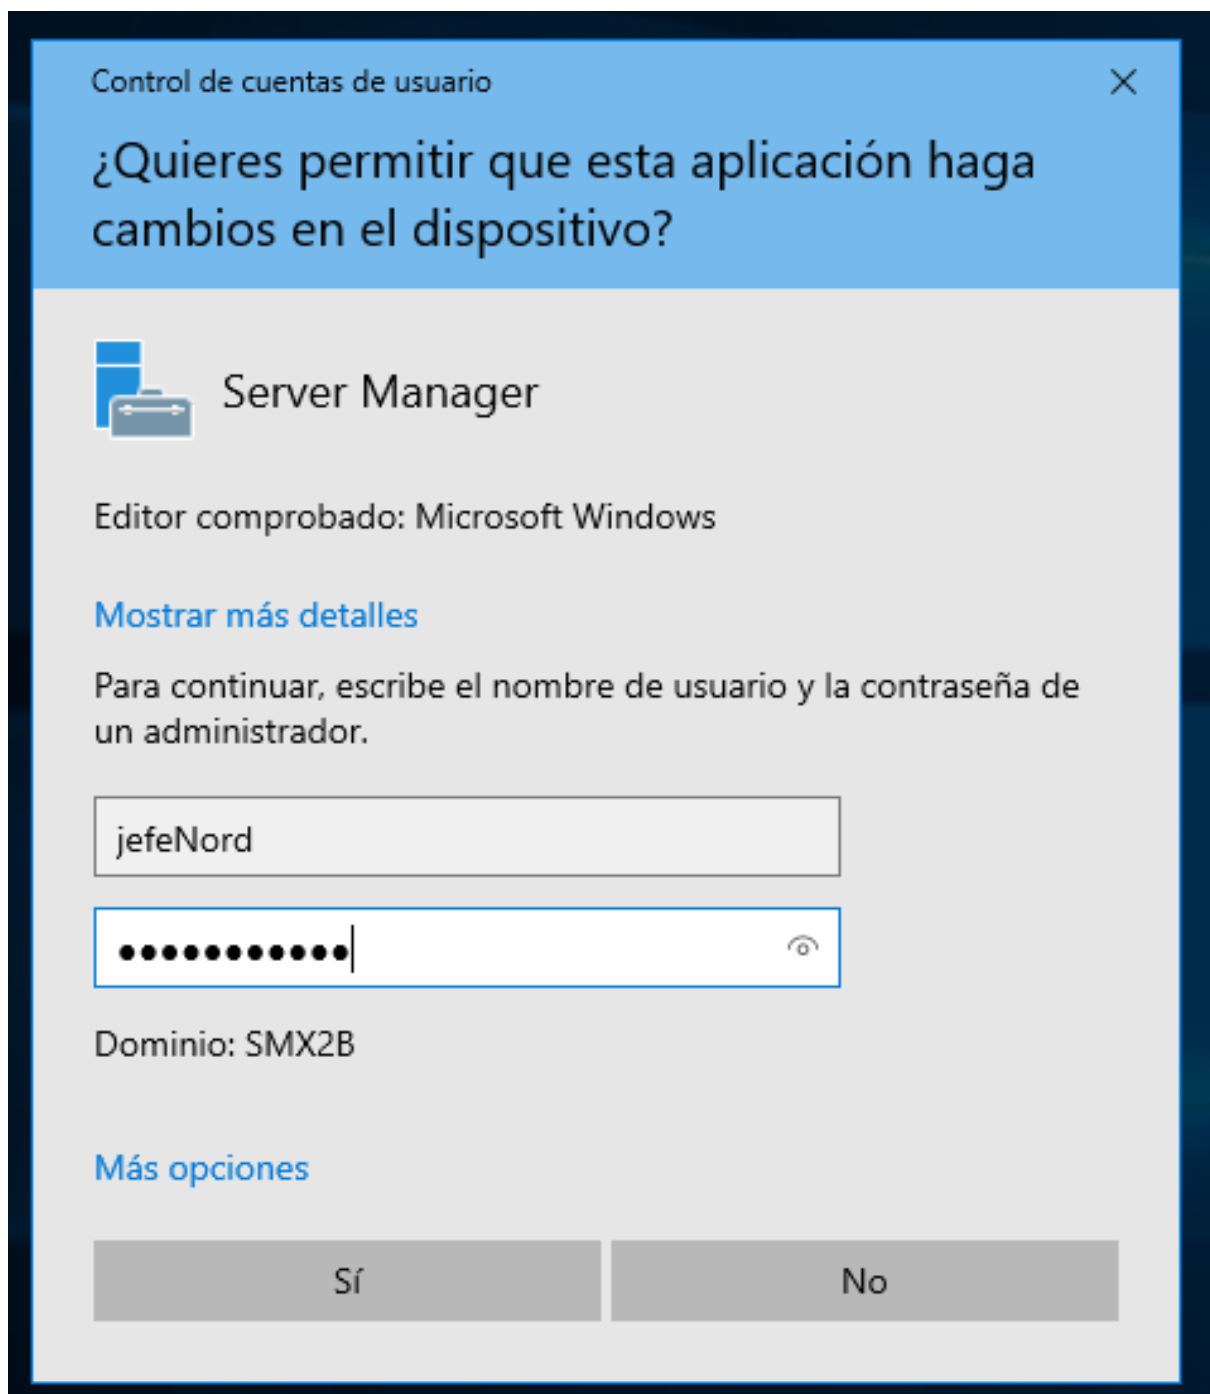 Control de cuentas de usuario
¿Quieres permitir que esta aplicación haga
cambios en el dispositivo?
Server Manager
Editor comprobado: Microsoft Windows
Mostrar más detalles
Para continuar, escribe el nombre de usuario y la contraseña de
un administrador.
jefeNord
•••••••••••
Dominio: SMX2B
Más opciones
Sí
No